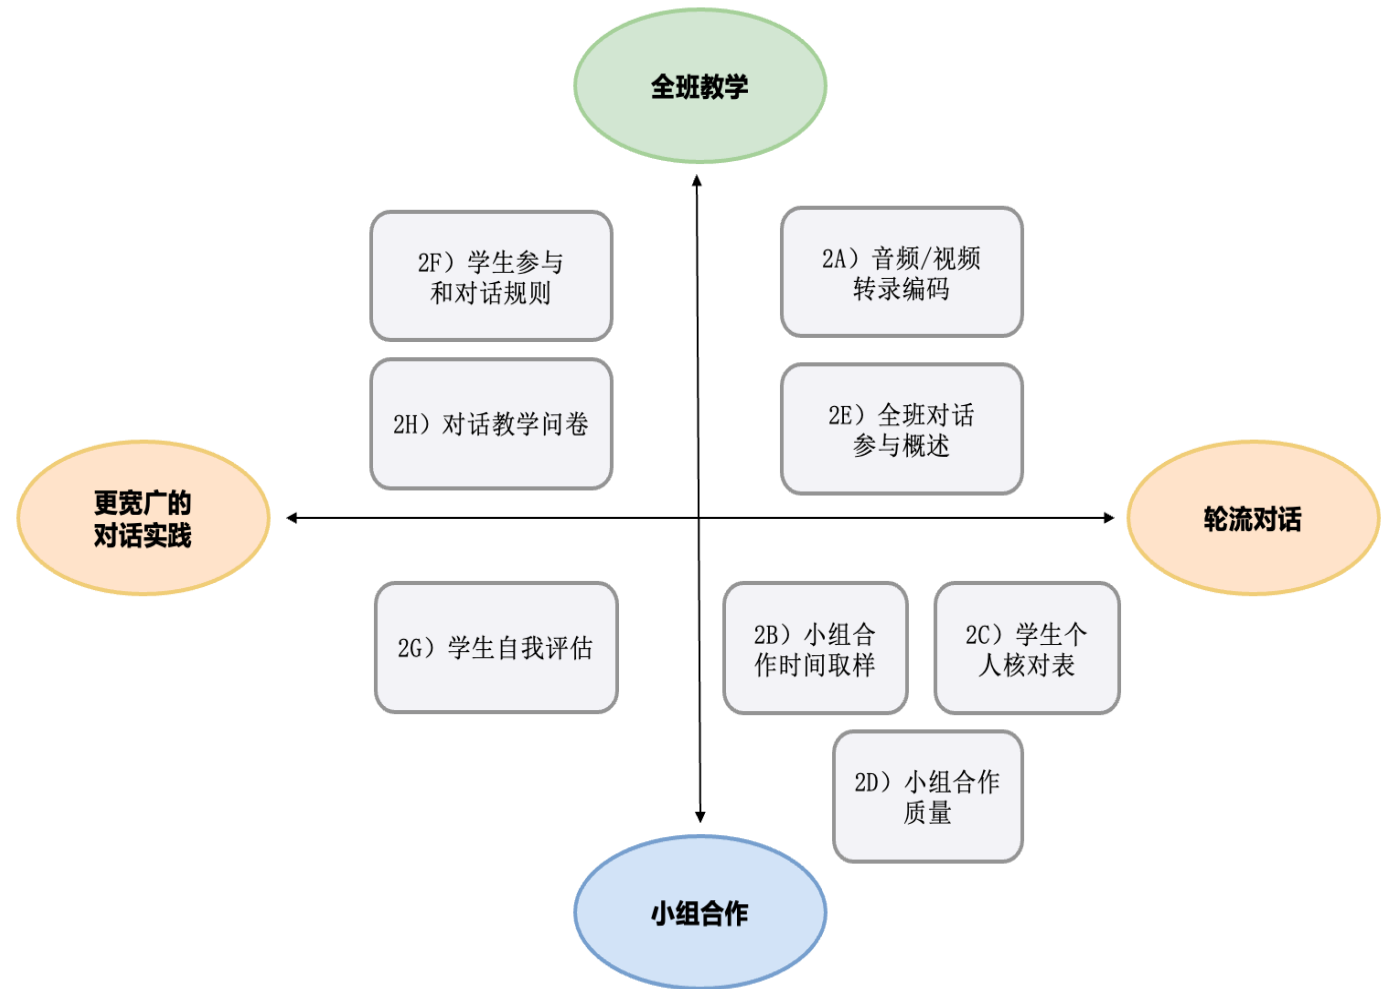 全班教学
2F）学生参与
和对话规则
2A）音频/视频
转录编码
2H）对话教学问卷
2E）全班对话
参与概述
更宽广的
对话实践
轮流对话
2G）学生自我评估
2B）小组合
作时间取样
2C）学生个
人核对表
2D）小组合作
质量
小组合作